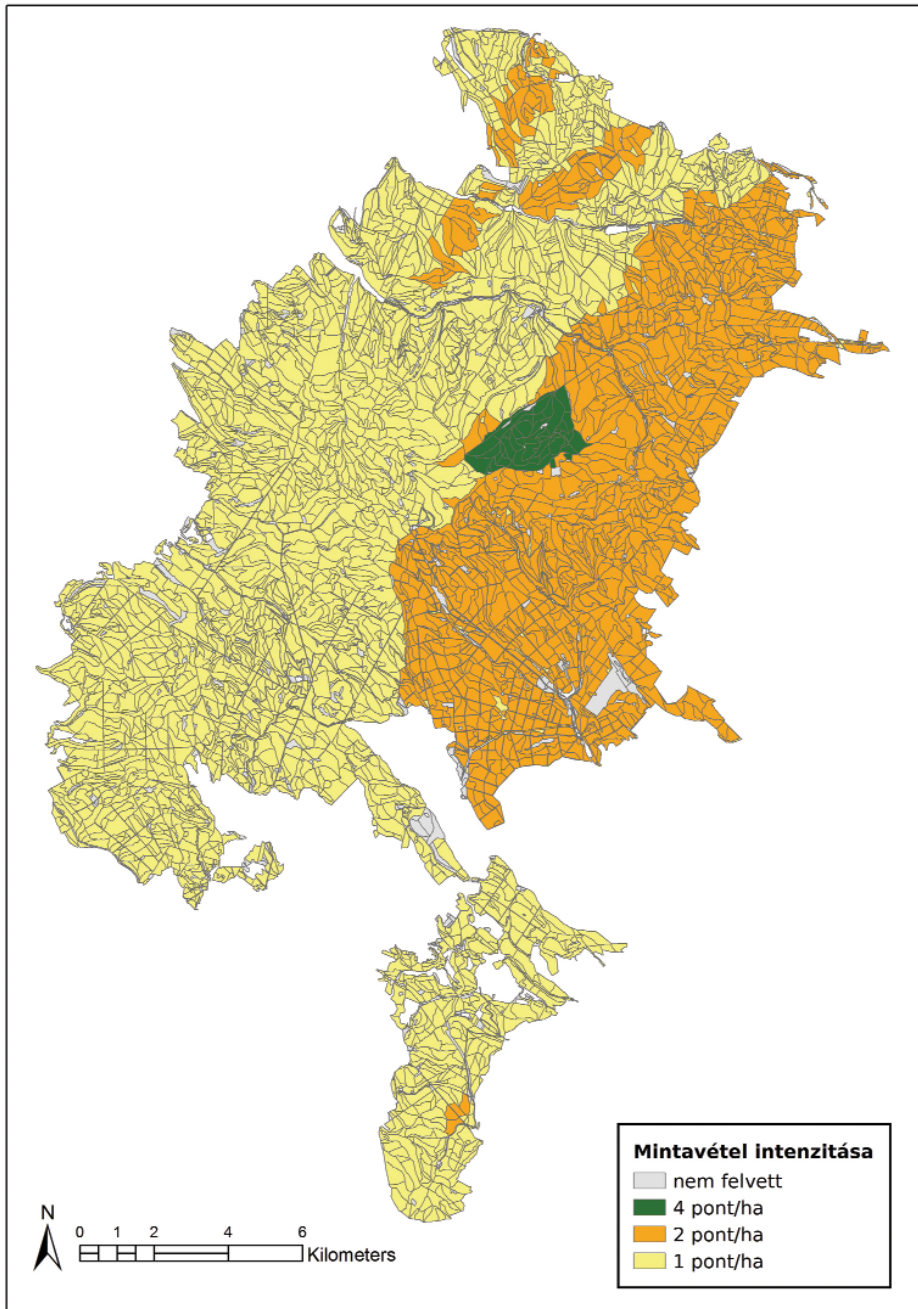 Mintavétel intenzitása
nem felvett
4 pont/ha
2 pont/ha
1 pont/ha
N
0 1 2 4 6
Kilometers